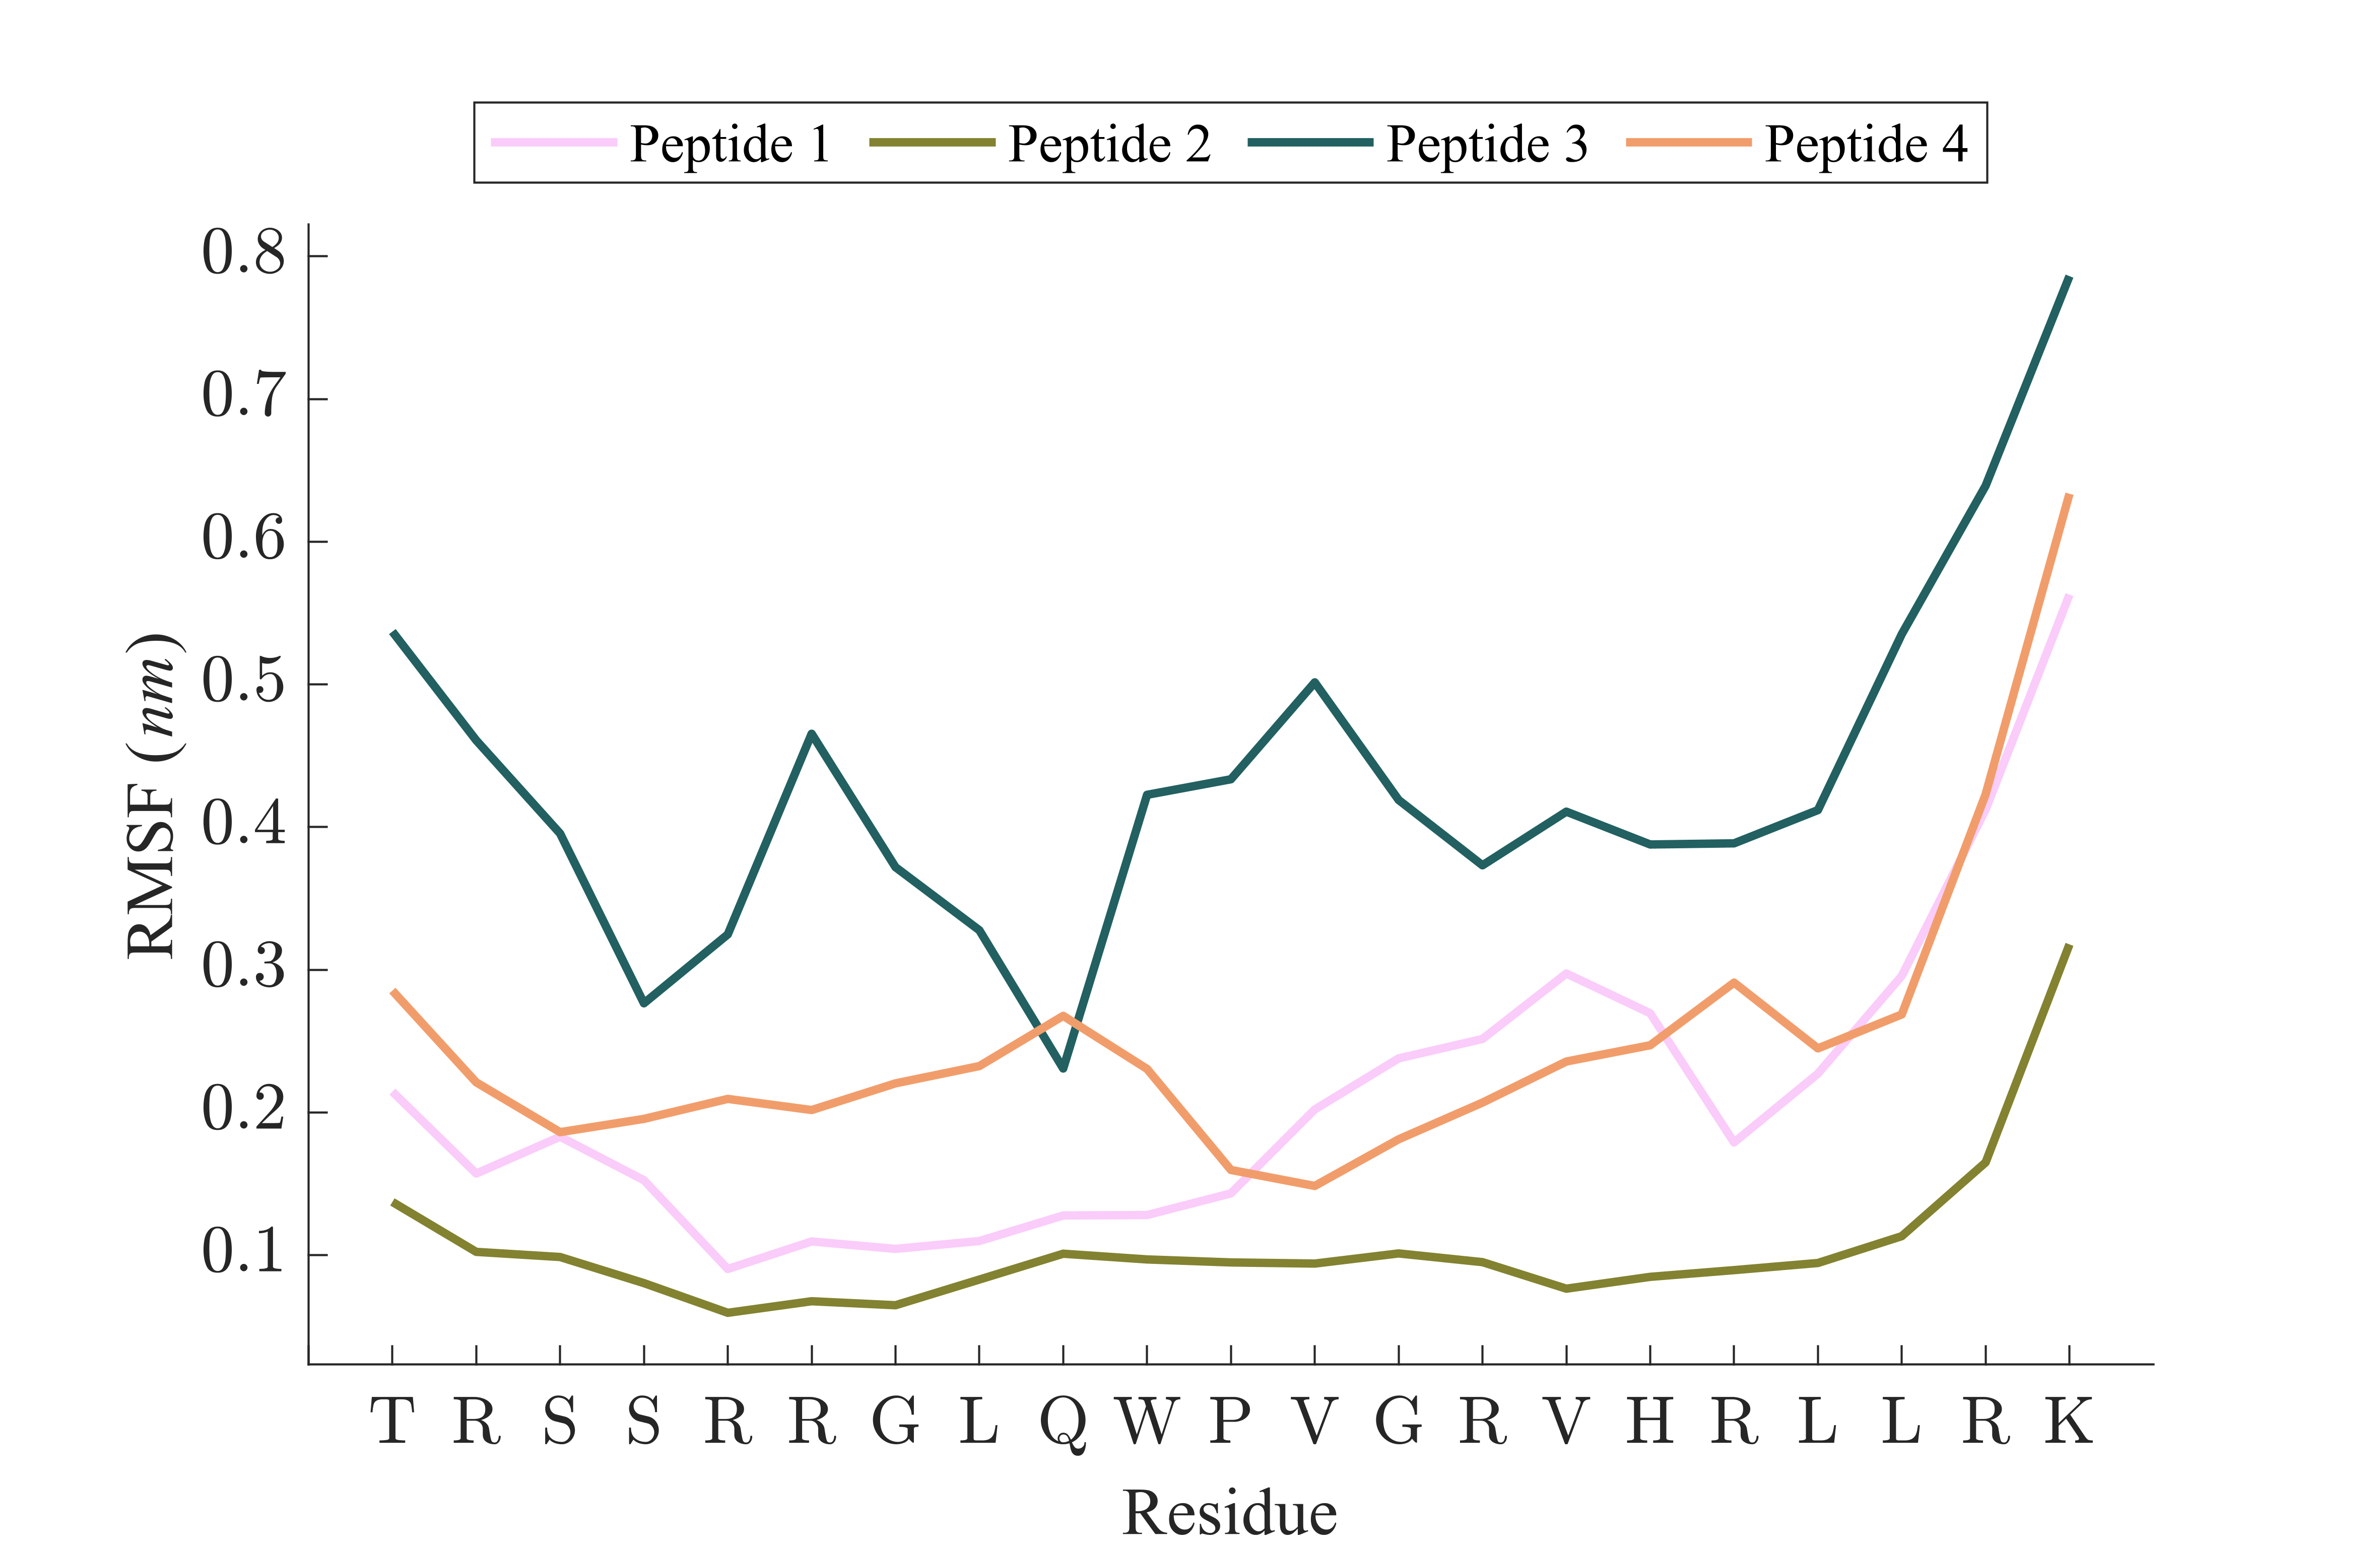 Peptide 1 Peptide 2 Peptide 3 Peptide 4
0.8
0.7
0.6
0.5
0.4
0.3
0.2
0.1
RMSF (nm)
T R S S R R G L Q W P V G R V H R L L R K
Residue